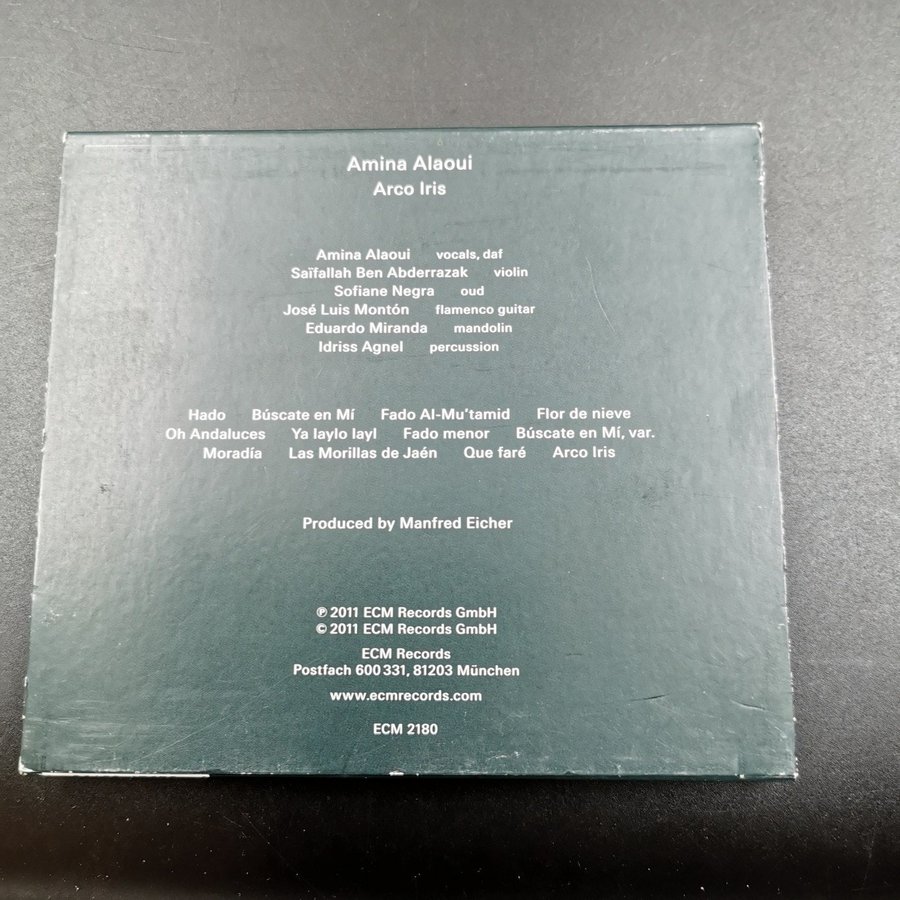 Amina Alaoui
Arco Iris
Amina Alaoui vocals, daf
Saïfallah Ben Abderrazak violin
Sofiane Negra oud
José Luis Montón flamenco guitar
Eduardo Miranda mandolin
Idriss Agnel percussion
Hado Búscate en Mí Fado Al-Mu'tamid Flor de nieve
Oh Andaluces Ya laylo layl Fado menor Búscate en Mí, var.
Moradía Las Morillas de Jaén Que faré Arco Iris
Produced by Manfred Eicher
℗ 2011 ECM Records GmbH
© 2011 ECM Records GmbH
ECM Records
Postfach 600 331, 81203 München
www.ecmrecords.com
ECM 2180